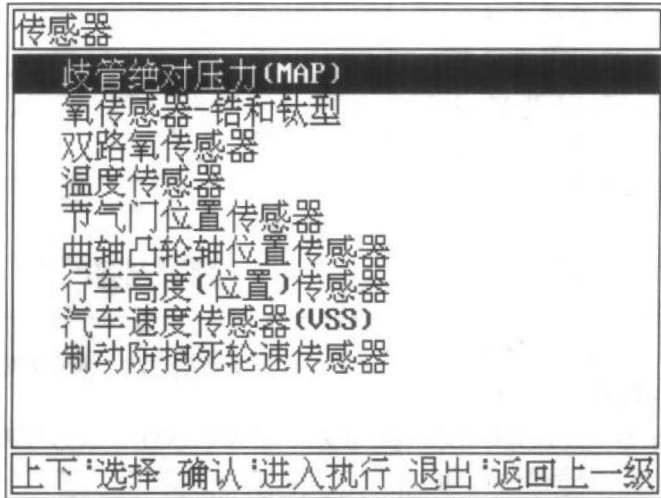 传感器
歧管绝对压力(MAP)
氧传感器-锆和钛型
双路氧传感器
温度传感器
节气门位置传感器
曲轴凸轮轴位置传感器
行车高度(位置)传感器
汽车速度传感器(VSS)
制动防抱死轮速传感器
上下:选择 确认:进入执行 退出:返回上一级